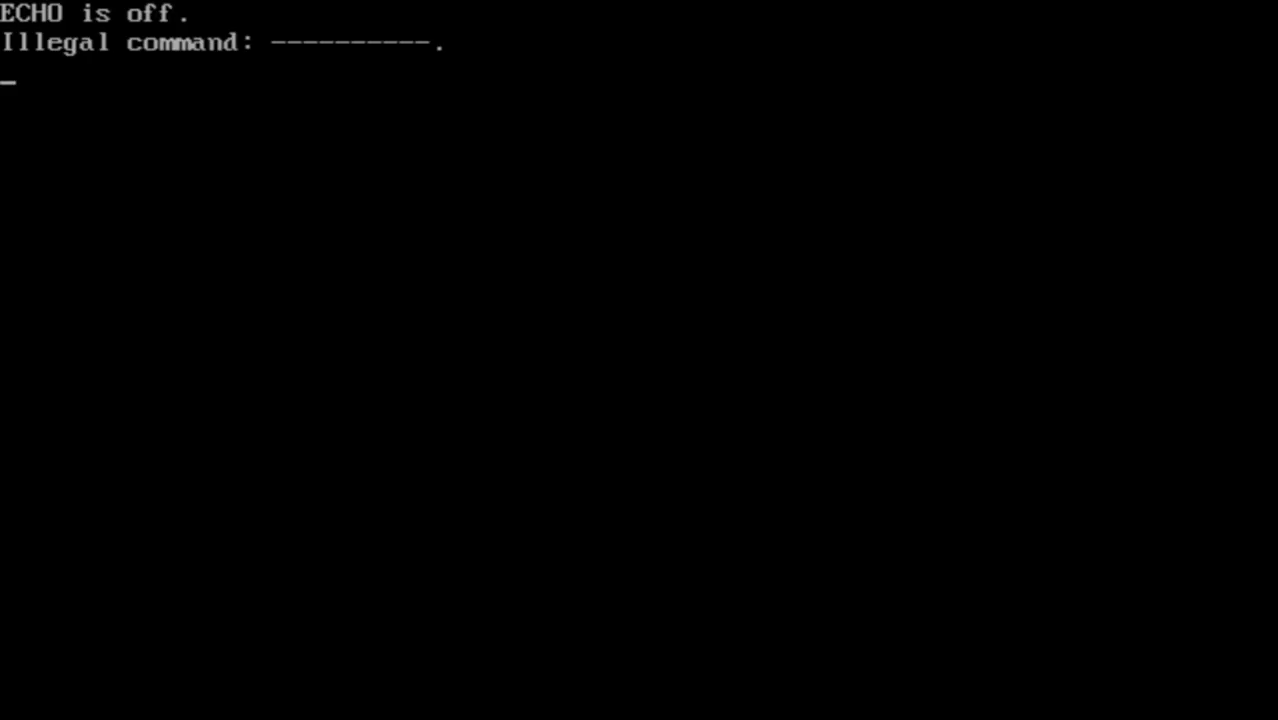 ECHO is off.
Illegal command: ----------.
_